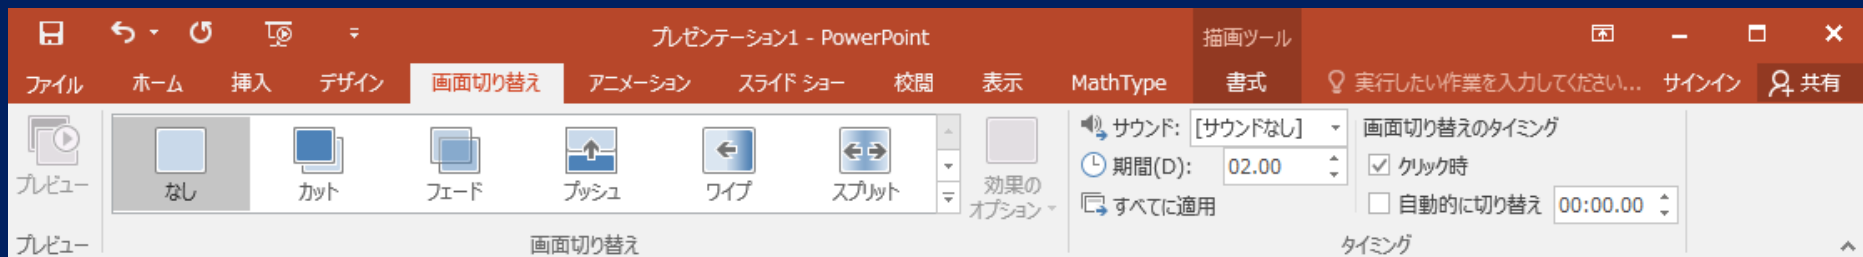 プレゼンテーション1 - PowerPoint
描画ツール
ファイル ホーム 挿入 デザイン 画面切り替え アニメーション スライド ショー 校閲 表示 MathType 書式 実行したい作業を入力してください... サインイン 共有
プレビュー
なし カット フェード プッシュ ワイプ スプリット
効果の
オプション
サウンド: [サウンドなし]
期間(D): 02.00
すべてに適用
画面切り替えのタイミング
クリック時
自動的に切り替え 00:00.00
プレビュー 画面切り替え タイミング